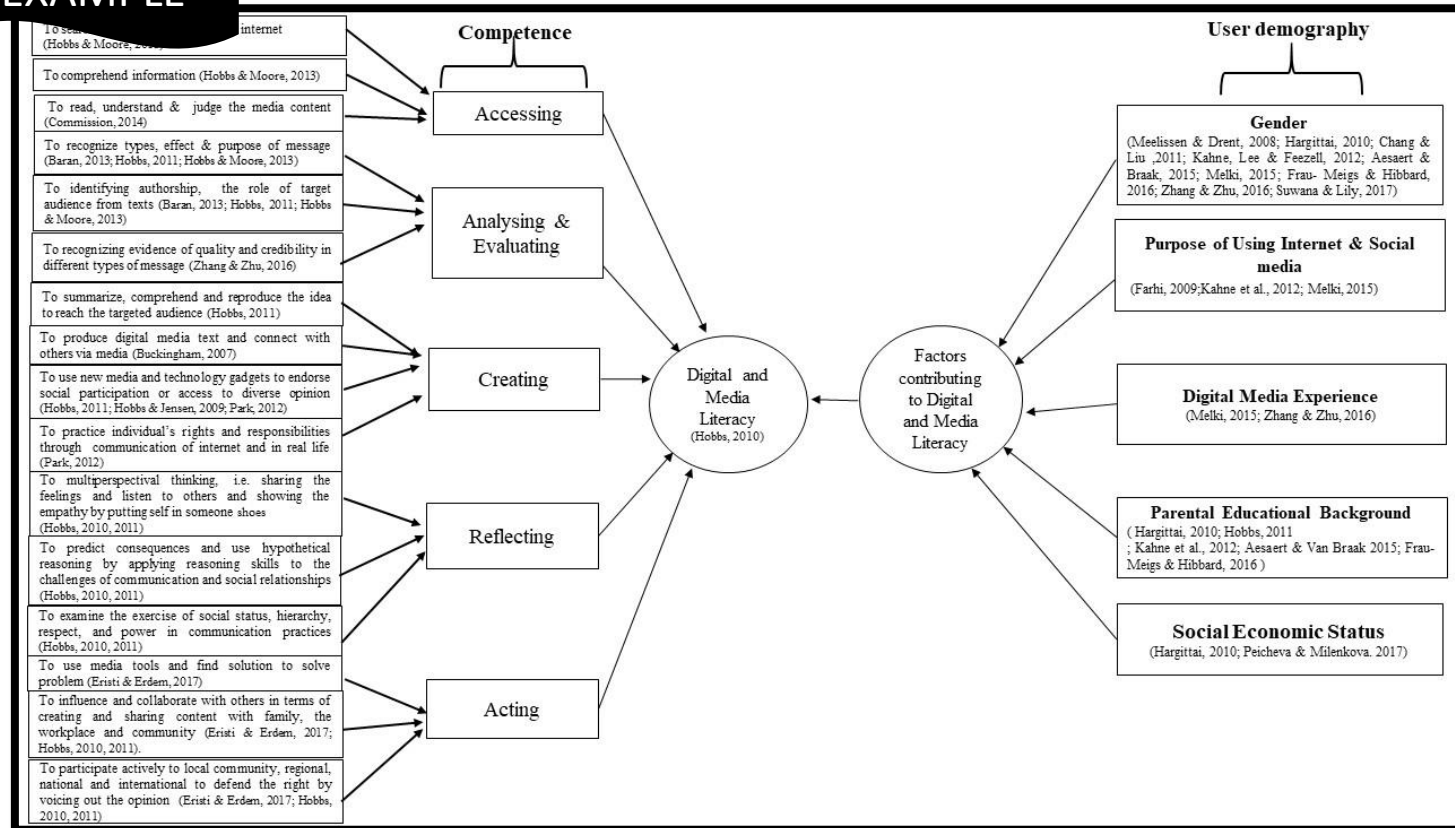 EXAMPLE
internet
(Hobbs & Moore,
To comprehend information (Hobbs & Moore, 2013)
To read, understand & judge the media content
(Commission, 2014)
To recognize types, effect & purpose of message
(Baran, 2013; Hobbs, 2011; Hobbs & Moore, 2013)
To identifying authorship, the role of target
audience from texts (Baran, 2013; Hobbs, 2011; Hobbs
& Moore, 2013)
To recognizing evidence of quality and credibility in
different types of message (Zhang & Zhu, 2016)
To summarize, comprehend and reproduce the idea
to reach the targeted audience (Hobbs, 2011)
To produce digital media text and connect with
others via media (Buckingham, 2007)
To use new media and technology gadgets to endorse
social participation or access to diverse opinion
(Hobbs, 2011; Hobbs & Jensen, 2009; Park, 2012)
To practice individual's rights and responsibilities
through communication of internet and in real life
(Park, 2012)
To multiperspectival thinking, i.e. sharing the
feelings and listen to others and showing the
empathy by putting self in someone shoes
(Hobbs, 2010, 2011)
To predict consequences and use hypothetical
reasoning by applying reasoning skills to the
challenges of communication and social relationships
(Hobbs, 2010, 2011)
To examine the exercise of social status, hierarchy,
respect, and power in communication practices
(Hobbs, 2010, 2011)
To use media tools and find solution to solve
problem (Eristi & Erdem, 2017)
To influence and collaborate with others in terms of
creating and sharing content with family, the
workplace and community (Eristi & Erdem, 2017;
Hobbs, 2010, 2011).
To participate actively to local community, regional,
national and international to defend the right by
voicing out the opinion (Eristi & Erdem, 2017; Hobbs,
2010, 2011)
Competence
Accessing
Analysing &
Evaluating
Creating
Reflecting
Acting
Digital and
Media
Literacy
(Hobbs, 2010)
Factors
contributing
to Digital
and Media
Literacy
User demography
Gender
(Meelissen & Drent, 2008; Hargittai, 2010; Chang &
Liu ,2011; Kahne, Lee & Feezell, 2012; Aesaert &
Braak, 2015; Melki, 2015; Frau- Meigs & Hibbard,
2016; Zhang & Zhu, 2016; Suwana & Lily, 2017)
Purpose of Using Internet & Social
media
(Farhi, 2009;Kahne et al., 2012; Melki, 2015)
Digital Media Experience
(Melki, 2015; Zhang & Zhu, 2016)
Parental Educational Background
( Hargittai, 2010; Hobbs, 2011
; Kahne et al., 2012; Aesaert & Van Braak 2015; Frau-
Meigs & Hibbard, 2016 )
Social Economic Status
(Hargittai, 2010; Peicheva & Milenkova. 2017)